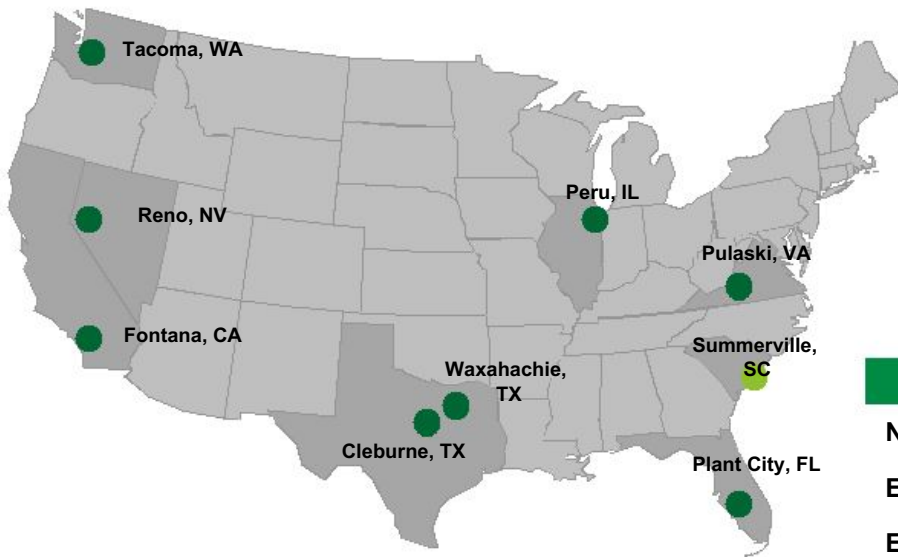 Tacoma, WA
Peru, IL
Reno, NV
Pulaski, VA
Fontana, CA
Summerville,
SC
Waxahachie,
TX
Cleburne, TX
Plant City, FL
N
E
E